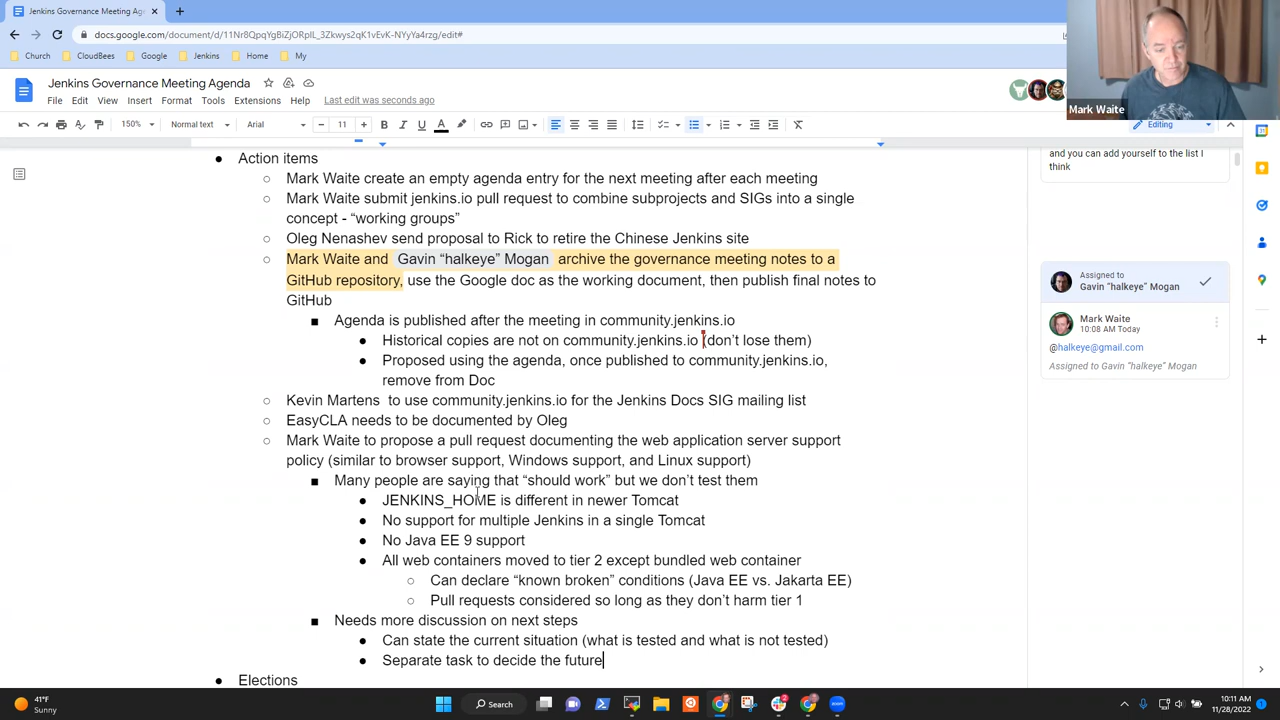 Jenkins Governance Meeting Age
docs.google.com/document/d/11Nr8QpqYgBiZjORpIL_3Zkwys2qK1vEvK-NYyYa4rzg/edit#
Church
CloudBees
Google
Jenkins
Home
My
Jenkins Governance Meeting Agenda
File Edit View Insert Format Tools Extensions Help Last edit was seconds ago
150% Normal text Arial 11 Editing
Mark Waite
Action items
Mark Waite create an empty agenda entry for the next meeting after each meeting
Mark Waite submit jenkins.io pull request to combine subprojects and SIGs into a single
concept - “working groups”
Oleg Nenashev send proposal to Rick to retire the Chinese Jenkins site
Mark Waite and Gavin “halkeye” Mogan archive the governance meeting notes to a
GitHub repository, use the Google doc as the working document, then publish final notes to
GitHub
Agenda is published after the meeting in community.jenkins.io
Historical copies are not on community.jenkins.io (don’t lose them)
Proposed using the agenda, once published to community.jenkins.io,
remove from Doc
Kevin Martens to use community.jenkins.io for the Jenkins Docs SIG mailing list
EasyCLA needs to be documented by Oleg
Mark Waite to propose a pull request documenting the web application server support
policy (similar to browser support, Windows support, and Linux support)
Many people are saying that “should work” but we don’t test them
JENKINS_HOME is different in newer Tomcat
No support for multiple Jenkins in a single Tomcat
No Java EE 9 support
All web containers moved to tier 2 except bundled web container
Can declare “known broken” conditions (Java EE vs. Jakarta EE)
Pull requests considered so long as they don’t harm tier 1
Needs more discussion on next steps
Can state the current situation (what is tested and what is not tested)
Separate task to decide the future
Elections
and you can add yourself to the list I
think
Assigned to
Gavin “halkeye” Mogan
Mark Waite
10:08 AM Today
@halkeye@gmail.com
Assigned to Gavin “halkeye” Mogan
41°F
Sunny
Search
10:11 AM
11/28/2022